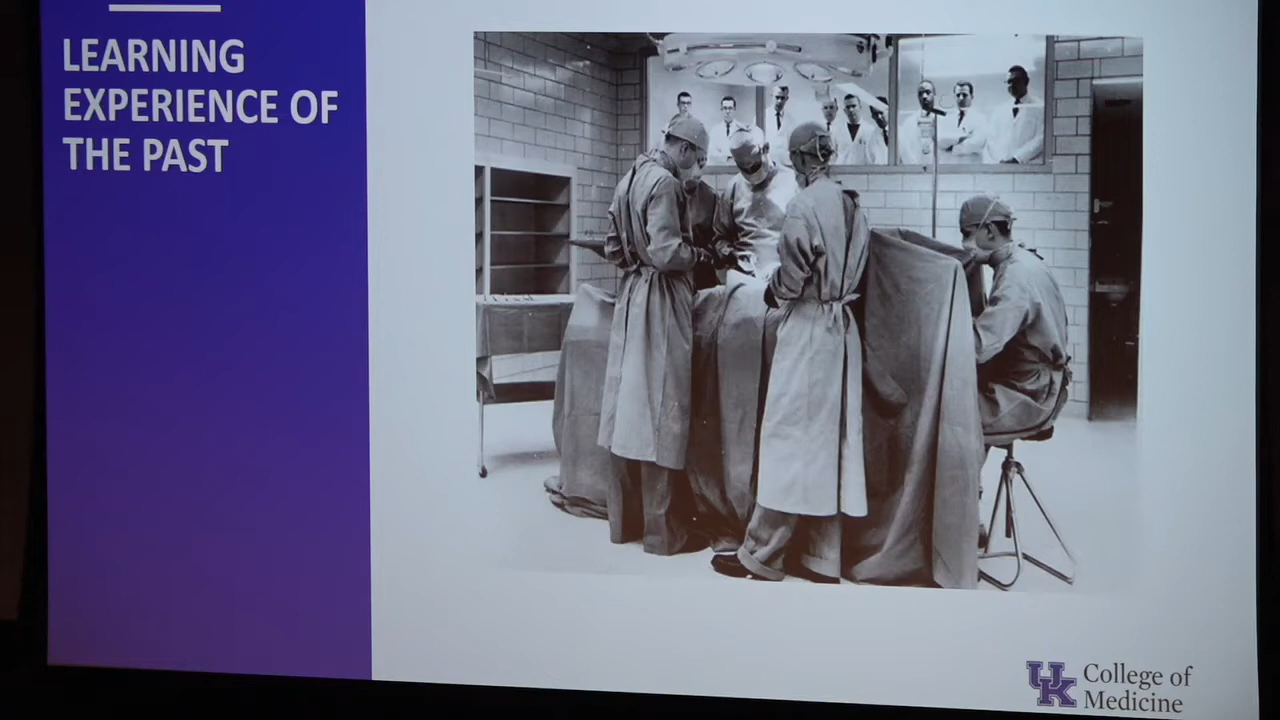 LEARNING
EXPERIENCE OF
THE PAST
UK
College of
Medicine